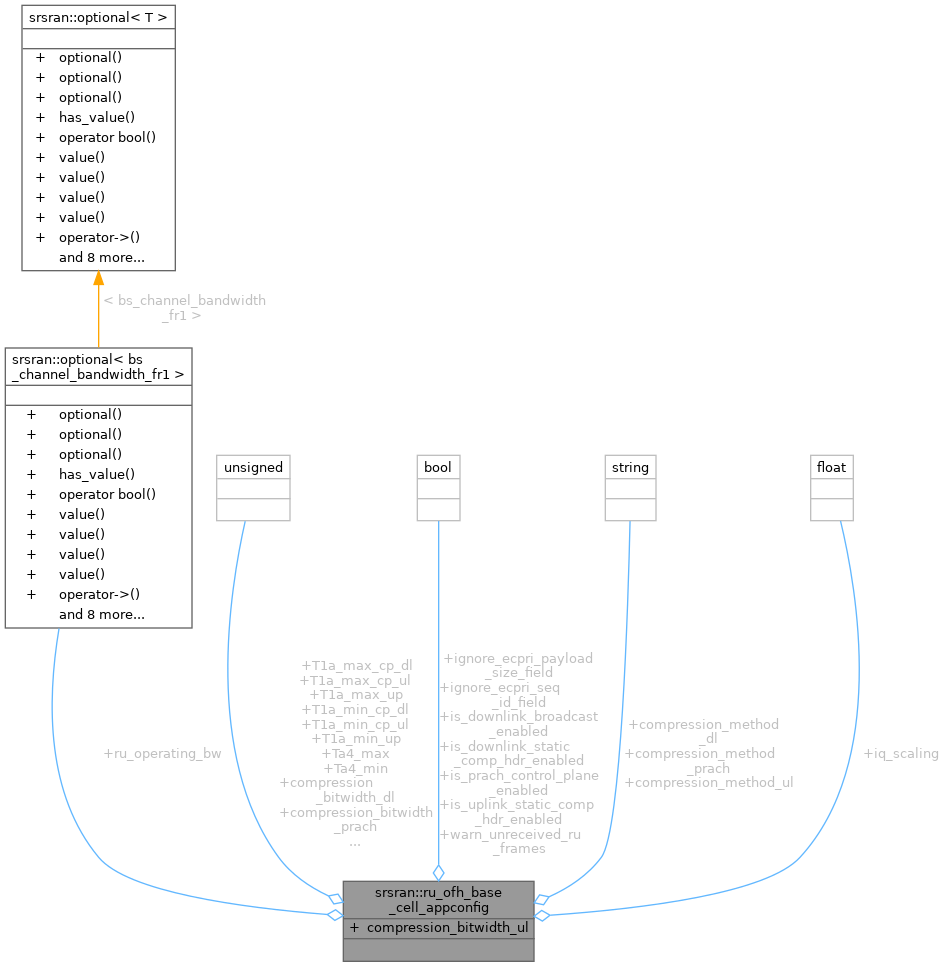 srsran::optional< T >
+ optional()
+ optional()
+ optional()
+ has_value()
+ operator bool()
+ value()
+ value()
+ value()
+ value()
+ operator->()
and 8 more...
< bs_channel_bandwidth
_fr1 >
srsran::optional< bs
_channel_bandwidth_fr1 >
+ optional()
+ optional()
+ optional()
+ has_value()
+ operator bool()
+ value()
+ value()
+ value()
+ value()
+ operator->()
and 8 more...
unsigned
bool
string
float
+ru_operating_bw
+T1a_max_cp_dl
+T1a_max_cp_ul
+T1a_max_up
+T1a_min_cp_dl
+T1a_min_cp_ul
+T1a_min_up
+Ta4_max
+Ta4_min
+compression
_bitwidth_dl
+compression_bitwidth
_prach
...
+ignore_ecpri_payload
_size_field
+ignore_ecpri_seq
_id_field
+is_downlink_broadcast
_enabled
+is_downlink_static
_comp_hdr_enabled
+is_prach_control_plane
_enabled
+is_uplink_static_comp
_hdr_enabled
+warn_unreceived_ru
_frames
+compression_method
_dl
+compression_method
_prach
+compression_method_ul
+iq_scaling
srsran::ru_ofh_base
_cell_appconfig
+ compression_bitwidth_ul